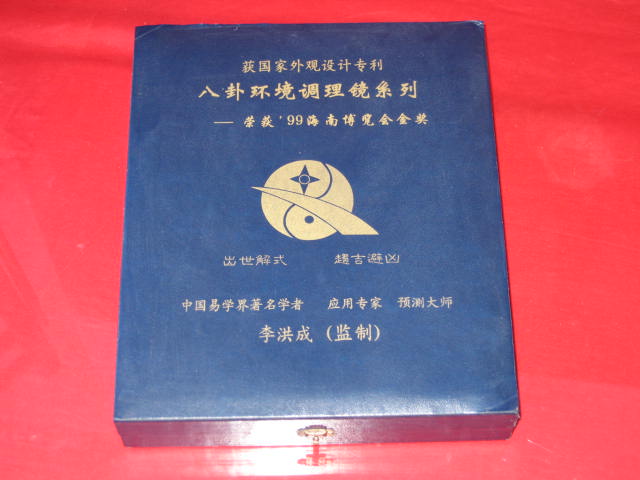 获国家外观设计专利
八卦环境调理镜系列
— 荣获'99海南博览会金奖
出世解式 趋吉避凶
中国易学界著名学者 应用专家 预测大师
李洪成（监制）